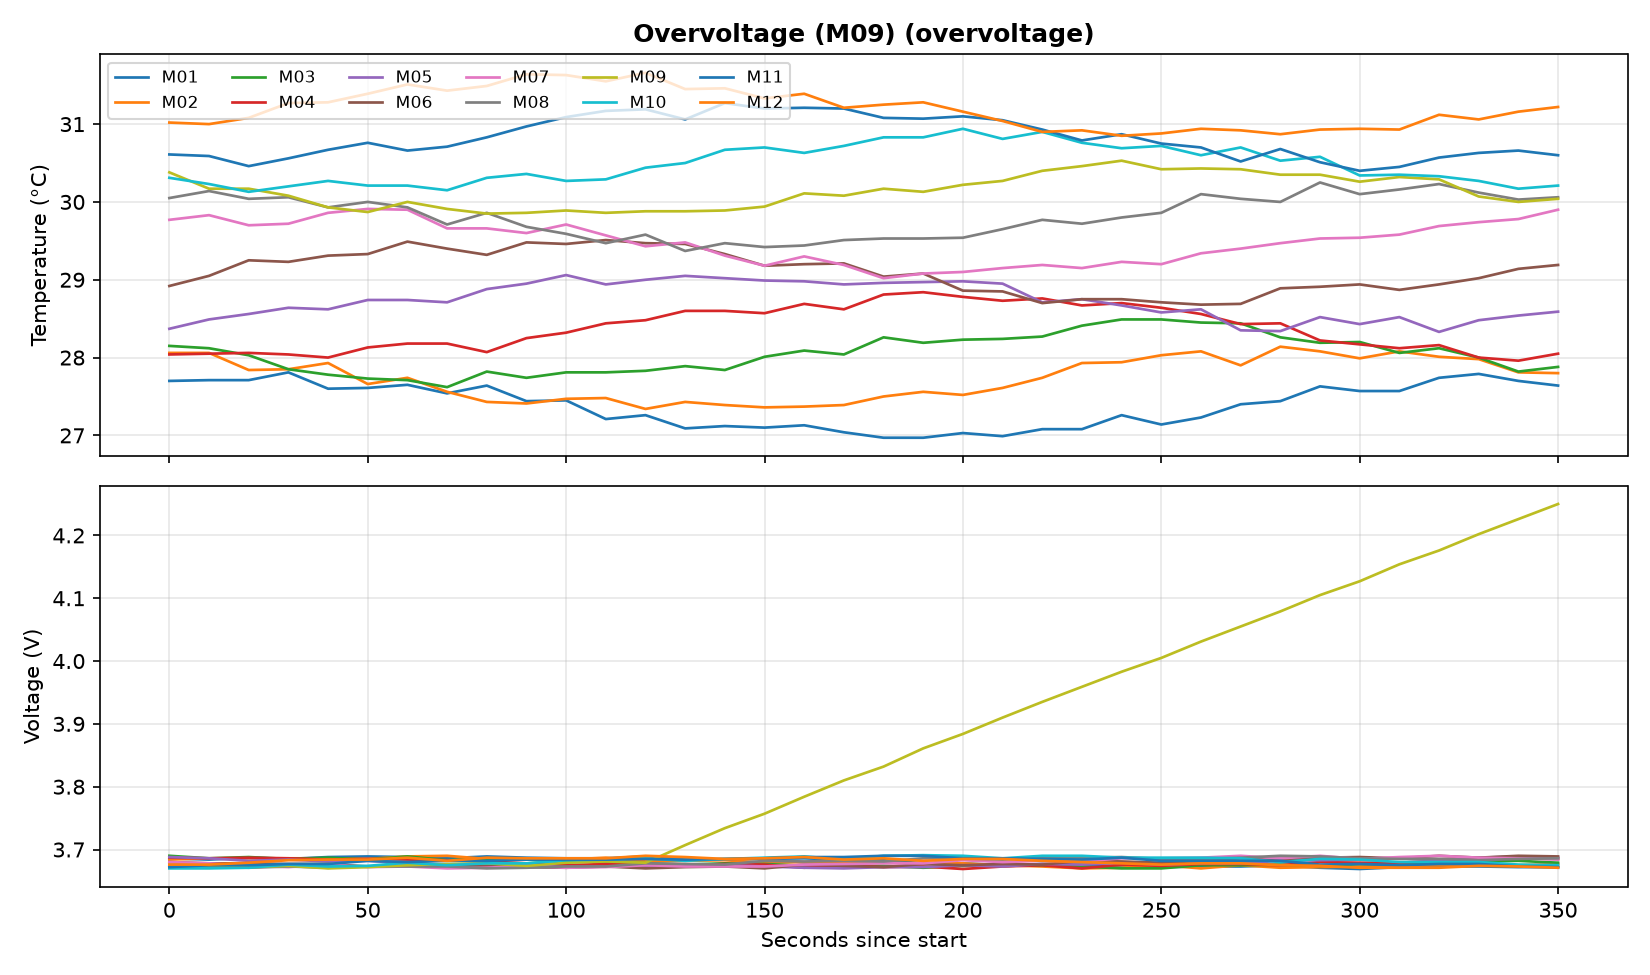 Overvoltage (M09) (overvoltage)
M01 M03 M05 M07 M09 M11
M02 M04 M06 M08 M10 M12
Temperature (°C)
31
30
29
28
27
Voltage (V)
4.2
4.1
4.0
3.9
3.8
3.7
0 50 100 150 200 250 300 350
Seconds since start